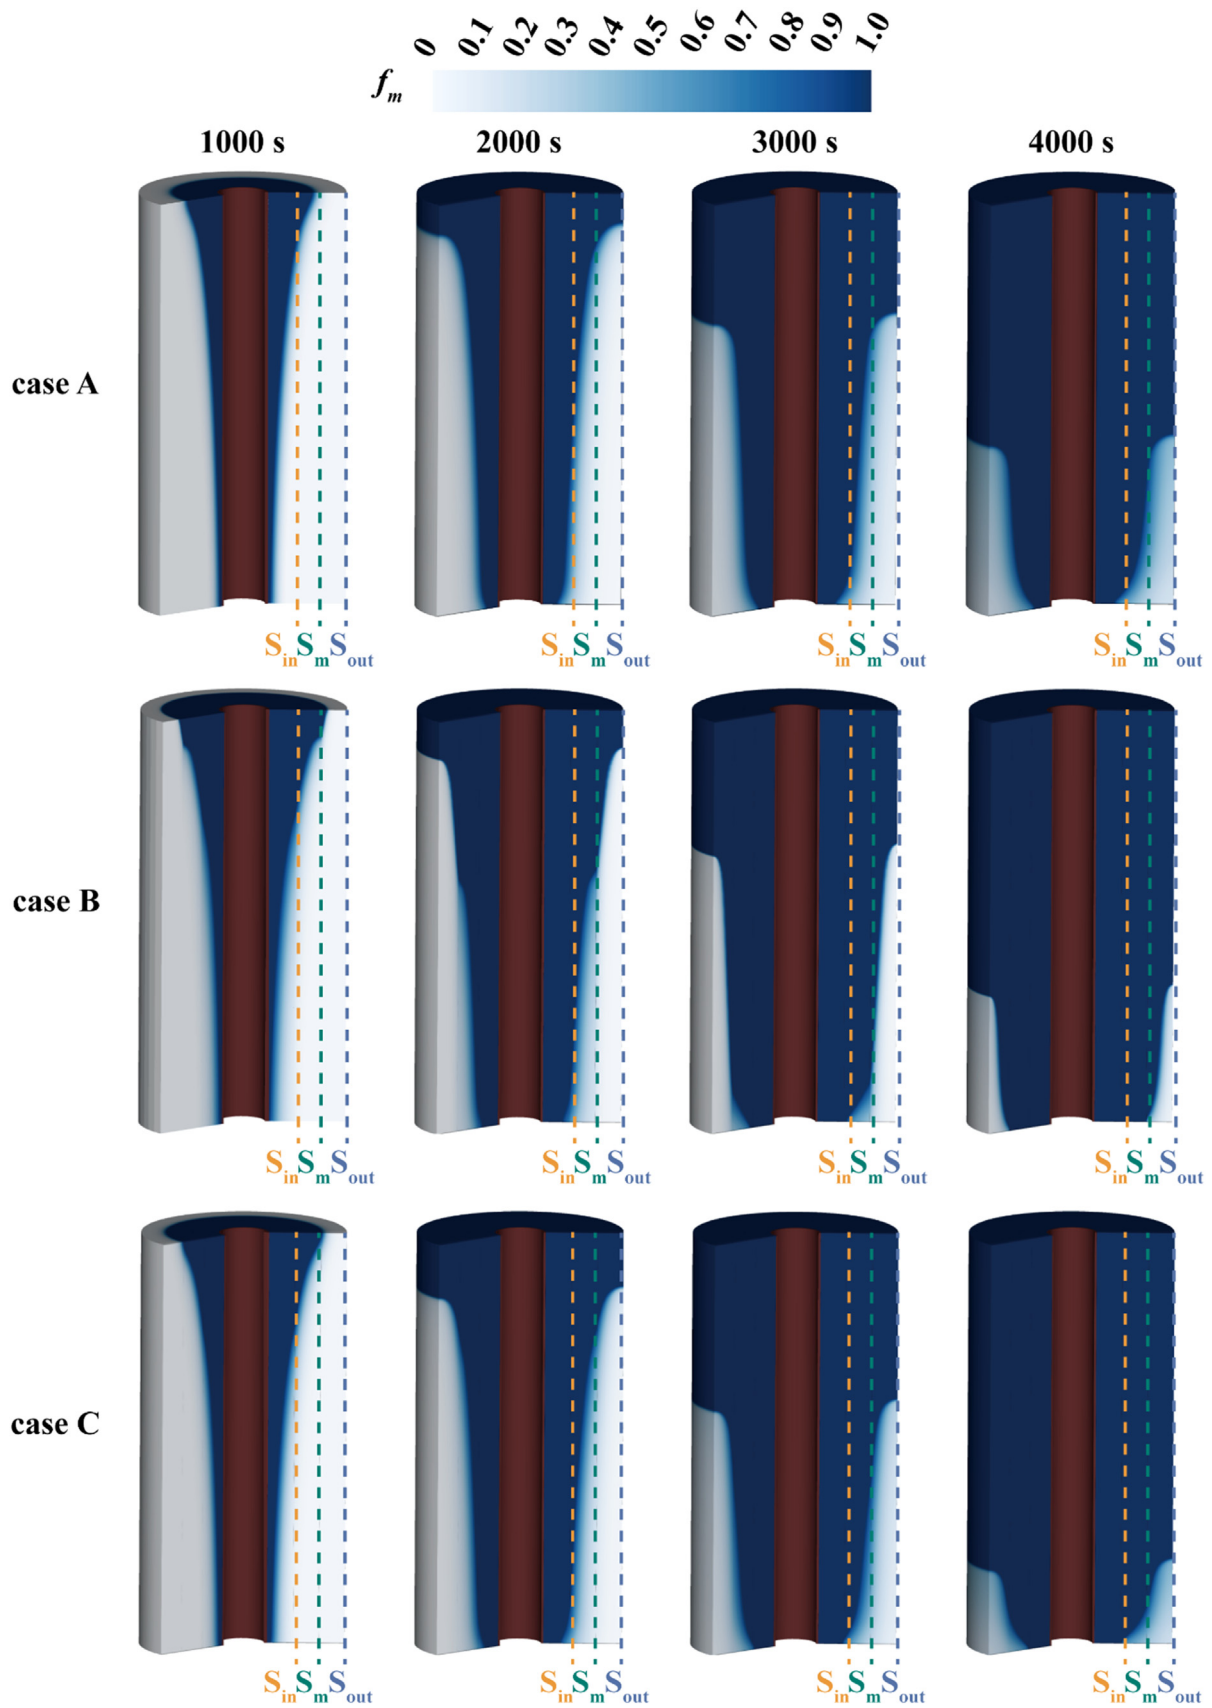 0 0.1 0.2 0.3 0.4 0.5 0.6 0.7 0.8 0.9 1.0
fm
1000 s 2000 s 3000 s 4000 s
case A
Sin Sm Sout Sin Sm Sout Sin Sm Sout Sin Sm Sout
case B
Sin Sm Sout Sin Sm Sout Sin Sm Sout Sin Sm Sout
case C
Sin Sm Sout Sin Sm Sout Sin Sm Sout Sin Sm Sout